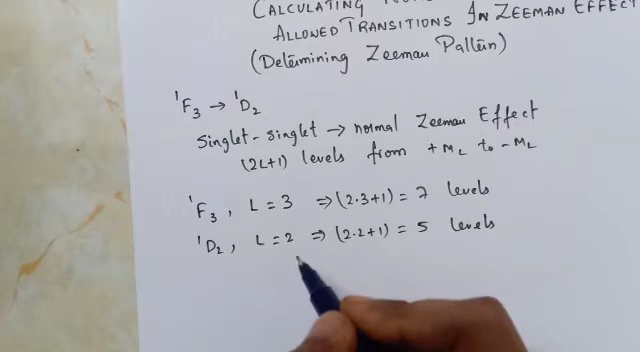 CALCULATING
ALLOWED TRANSITIONS IN ZEEMAN EFFECT
(Determining Zeeman Pattern)
¹F₃ → ¹D₂
Singlet-singlet → normal Zeeman Effect
(2L+1) levels from +M_L to -M_L
¹F₃, L = 3 ⇒ (2·3+1) = 7 levels
¹D₂, L = 2 ⇒ (2·2+1) = 5 levels